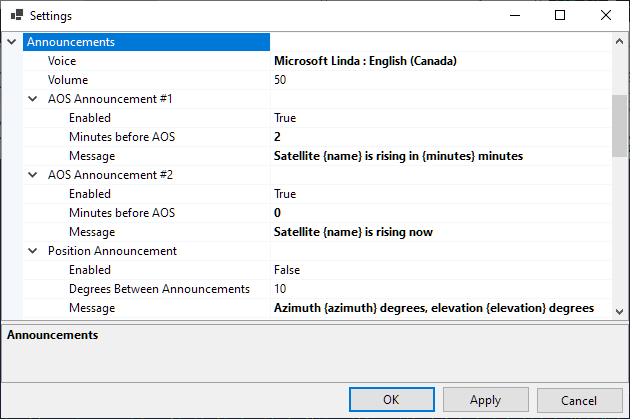 Settings
Announcements
Voice Microsoft Linda : English (Canada)
Volume 50
AOS Announcement #1
Enabled True
Minutes before AOS 2
Message Satellite {name} is rising in {minutes} minutes
AOS Announcement #2
Enabled True
Minutes before AOS 0
Message Satellite {name} is rising now
Position Announcement
Enabled False
Degrees Between Announcements 10
Message Azimuth {azimuth} degrees, elevation {elevation} degrees
Announcements
OK Apply Cancel